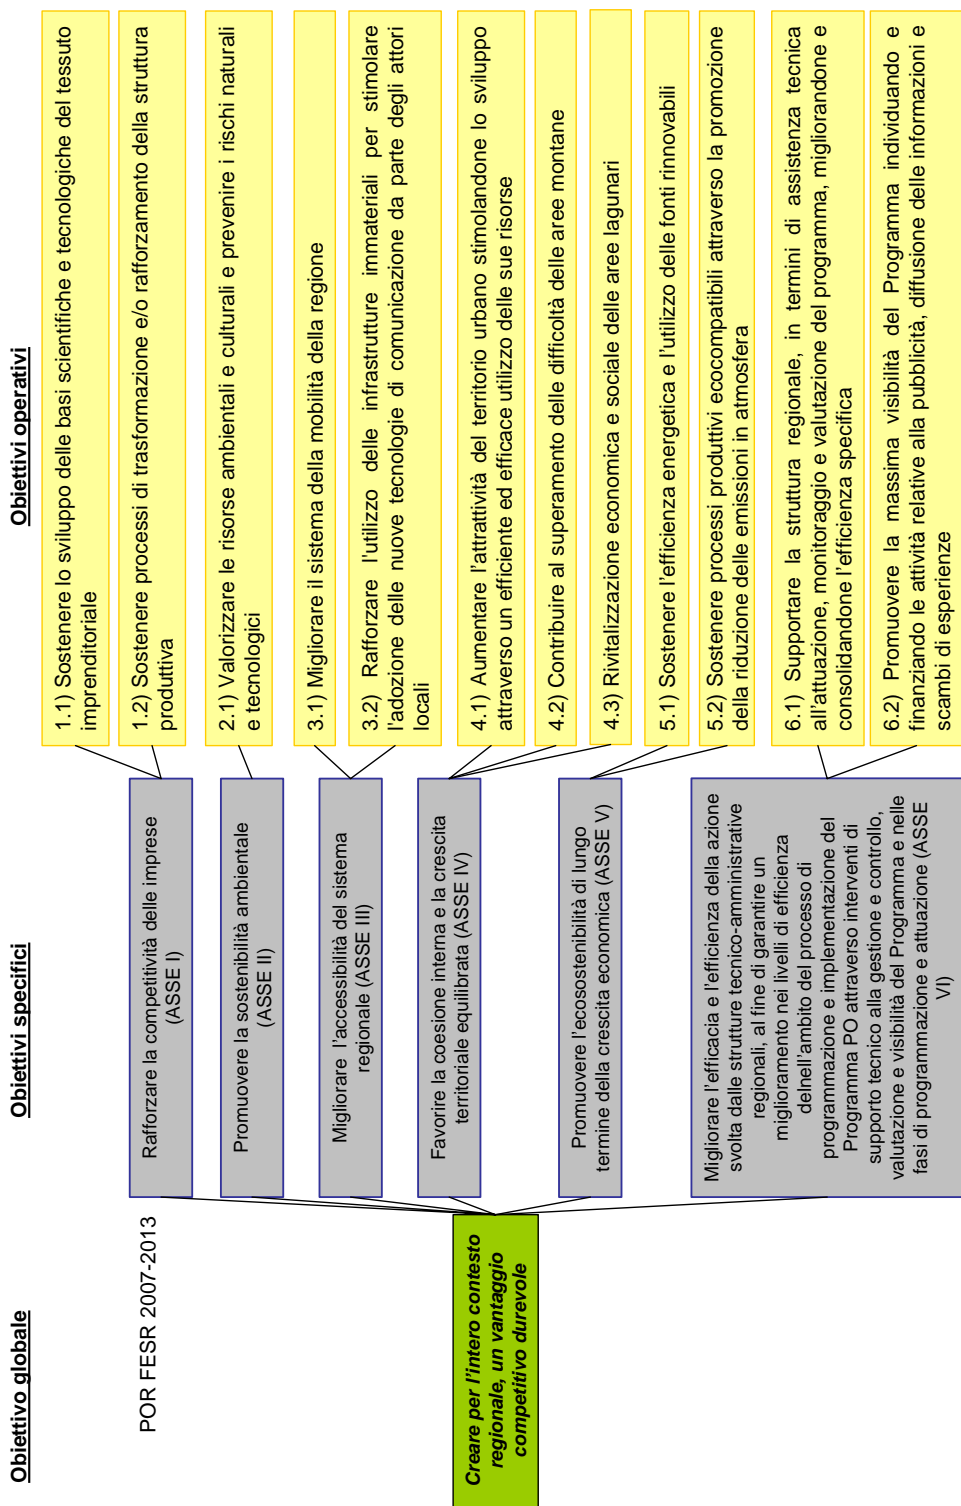 Obiettivo globale
Obiettivi specifici
Obiettivi operativi
POR FESR 2007-2013
Creare per l'intero contesto
regionale, un vantaggio
competitivo durevole
Rafforzare la competitività delle imprese
(ASSE I)
Promuovere la sostenibilità ambientale
(ASSE II)
Migliorare l'accessibilità del sistema
regionale (ASSE III)
Favorire la coesione interna e la crescita
territoriale equilibrata (ASSE IV)
Promuovere l'ecosostenibilità di lungo
termine della crescita economica (ASSE V)
Migliorare l'efficacia e l'efficienza della azione
svolta dalle strutture tecnico-amministrative
regionali, al fine di garantire un
miglioramento nei livelli di efficienza
delnell'ambito del processo di
programmazione e implementazione del
Programma PO attraverso interventi di
supporto tecnico alla gestione e controllo,
valutazione e visibilità del Programma e nelle
fasi di programmazione e attuazione (ASSE
VI)
1.1) Sostenere lo sviluppo delle basi scientifiche e tecnologiche del tessuto
imprenditoriale
1.2) Sostenere processi di trasformazione e/o rafforzamento della struttura
produttiva
2.1) Valorizzare le risorse ambientali e culturali e prevenire i rischi naturali
e tecnologici
3.1) Migliorare il sistema della mobilità della regione
3.2) Rafforzare l'utilizzo delle infrastrutture immateriali per stimolare
l'adozione delle nuove tecnologie di comunicazione da parte degli attori
locali
4.1) Aumentare l'attrattività del territorio urbano stimolandone lo sviluppo
attraverso un efficiente ed efficace utilizzo delle sue risorse
4.2) Contribuire al superamento delle difficoltà delle aree montane
4.3) Rivitalizzazione economica e sociale delle aree lagunari
5.1) Sostenere l'efficienza energetica e l'utilizzo delle fonti rinnovabili
5.2) Sostenere processi produttivi ecocompatibili attraverso la promozione
della riduzione delle emissioni in atmosfera
6.1) Supportare la struttura regionale, in termini di assistenza tecnica
all'attuazione, monitoraggio e valutazione del programma, migliorandone e
consolidandone l'efficienza specifica
6.2) Promuovere la massima visibilità del Programma individuando e
finanziando le attività relative alla pubblicità, diffusione delle informazioni e
scambi di esperienze